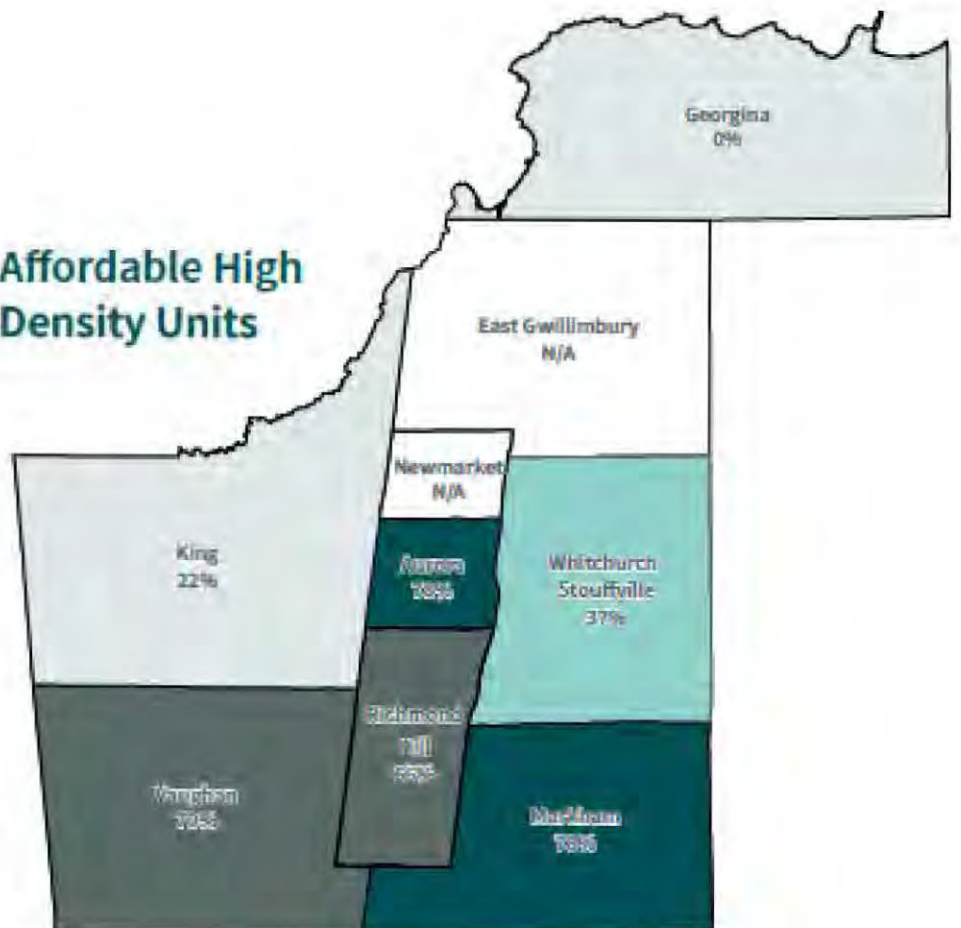 Georgina
0%
Affordable High
Density Units
East Gwillimbury
N/A
Newmarket
N/A
King
22%
Aurora
Whitchurch
Stouffville
37%
Richmond
Hill
Vaughan
Markham